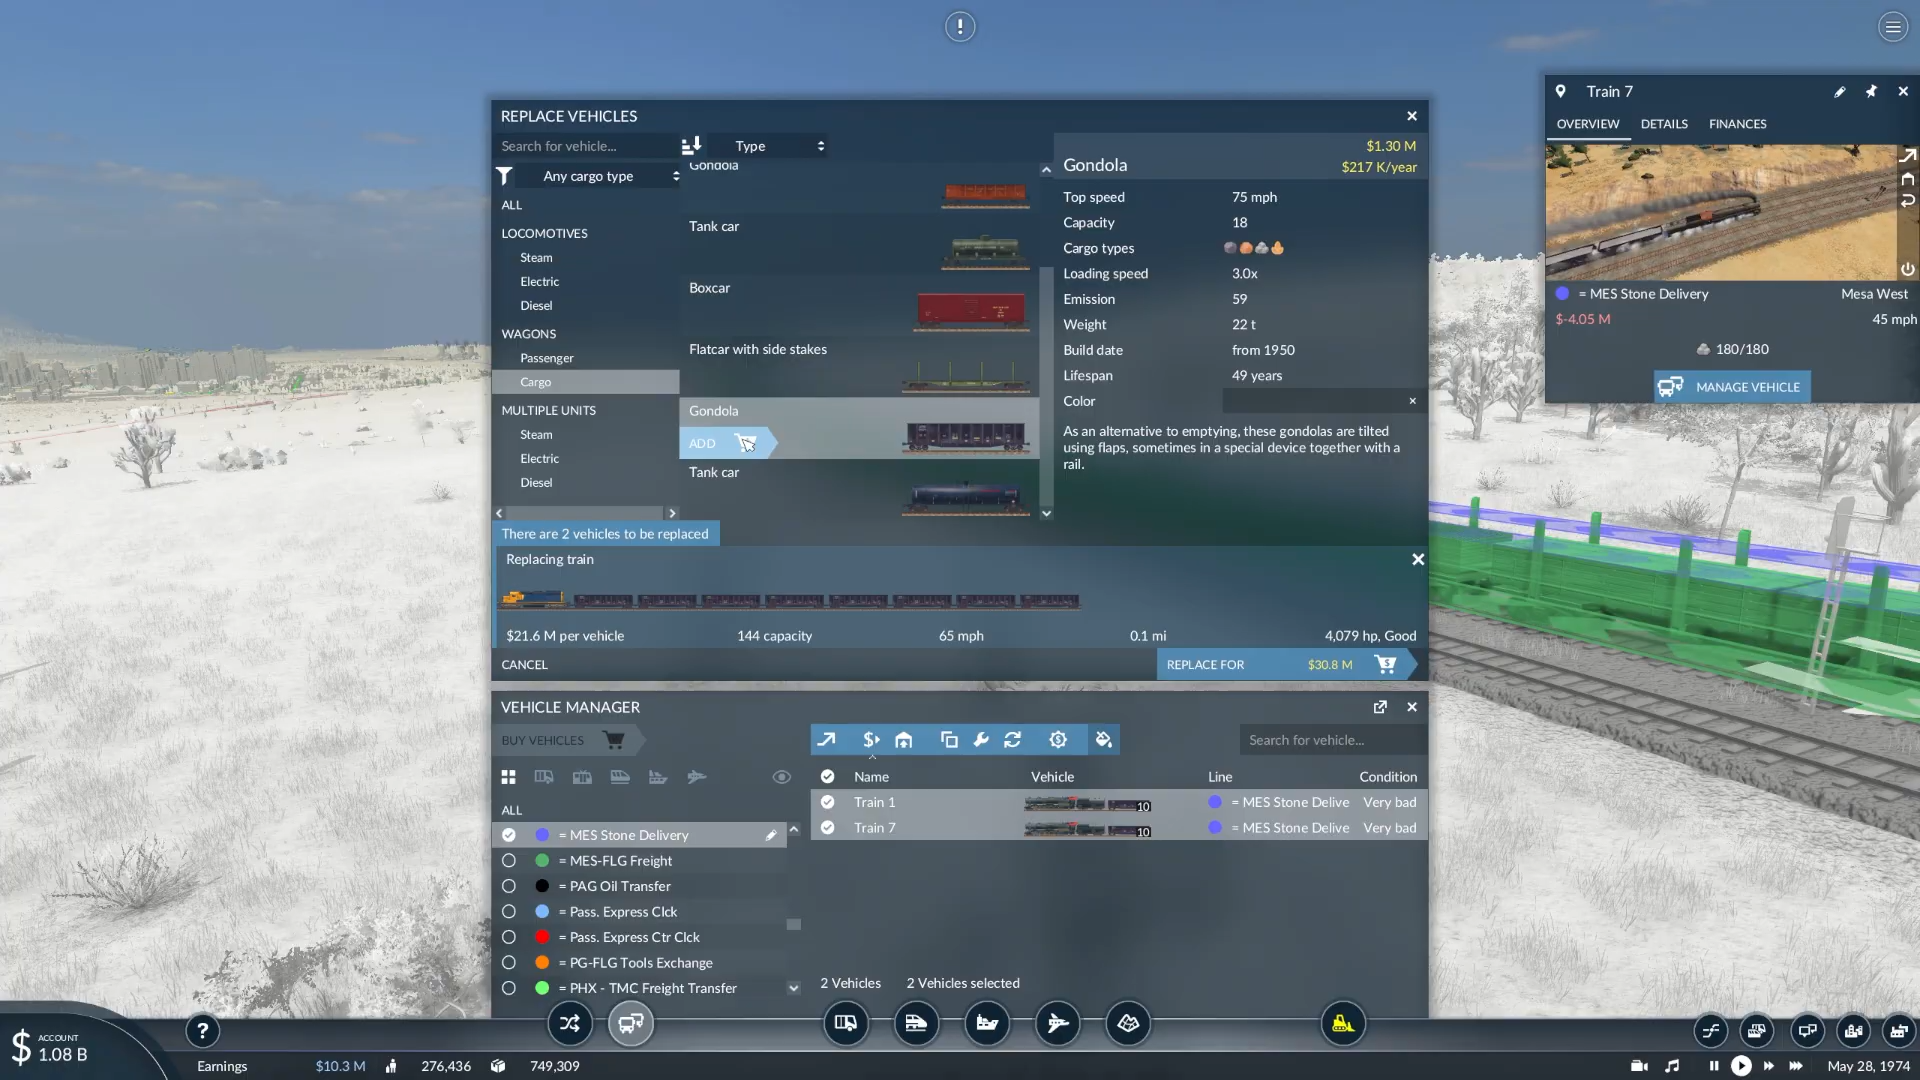 !
REPLACE VEHICLES
Search for vehicle...
Type
Any cargo type
ALL
LOCOMOTIVES
Steam
Electric
Diesel
WAGONS
Passenger
Cargo
MULTIPLE UNITS
Steam
Electric
Diesel
Gondola
Tank car
Boxcar
Flatcar with side stakes
Gondola
ADD
Tank car
Gondola
$1.30 M
$217 K/year
Top speed 75 mph
Capacity 18
Cargo types
Loading speed 3.0x
Emission 59
Weight 22 t
Build date from 1950
Lifespan 49 years
Color
As an alternative to emptying, these gondolas are tilted
using flaps, sometimes in a special device together with a
rail.
There are 2 vehicles to be replaced
Replacing train
$21.6 M per vehicle 144 capacity 65 mph 0.1 mi 4,079 hp, Good
CANCEL
REPLACE FOR $30.8 M
VEHICLE MANAGER
BUY VEHICLES
Search for vehicle...
ALL
= MES Stone Delivery
= MES-FLG Freight
= PAG Oil Transfer
= Pass. Express Clck
= Pass. Express Ctr Clck
= PG-FLG Tools Exchange
= PHX - TMC Freight Transfer
Name Vehicle Line Condition
Train 1 10 = MES Stone Delive Very bad
Train 7 10 = MES Stone Delive Very bad
2 Vehicles 2 Vehicles selected
Train 7
OVERVIEW DETAILS FINANCES
= MES Stone Delivery Mesa West
$-4.05 M 45 mph
180/180
MANAGE VEHICLE
$ ACCOUNT
1.08 B
?
Earnings $10.3 M 276,436 749,309
May 28, 1974